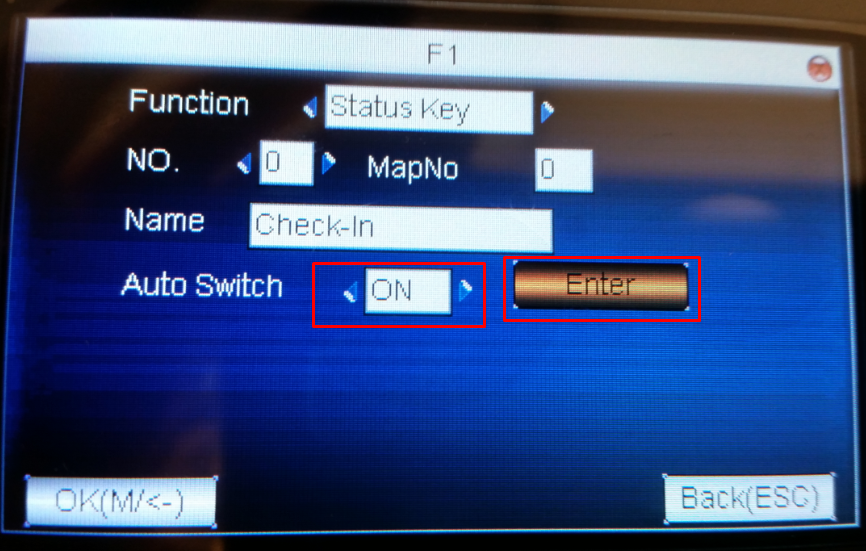 F1
Function Status Key
NO. 0 MapNo 0
Name Check-In
Auto Switch ON Enter
OK(M/<-) Back(ESC)